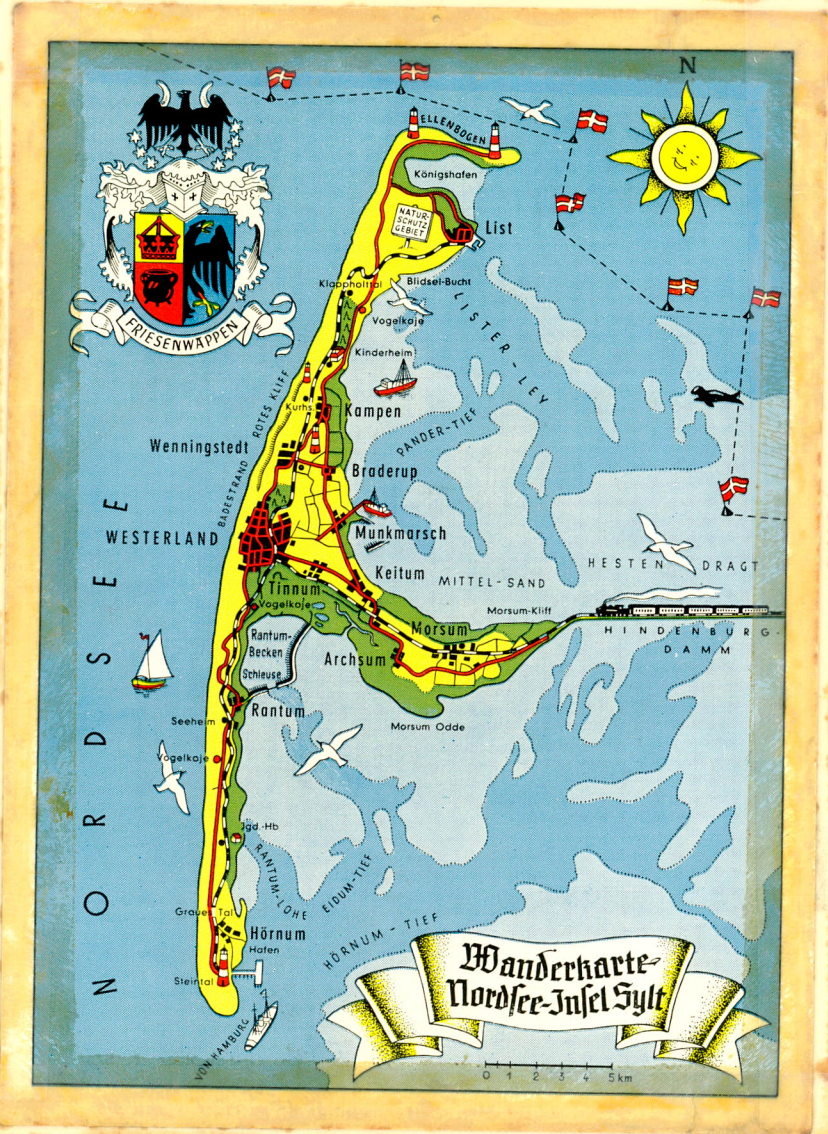 N
ELLENBOGEN
Königshafen
NATUR-
SCHUTZ
GEBIET
List
Klappholttal
Blidsel-Bucht
LISTER-LEY
Vogelkoje
FRIESENWAPPEN
Kinderheim
ROTES KLIFF
Kurhs.
Kampen
PANDER-TIEF
Wenningstedt
Braderup
BADESTRAND
WESTERLAND
Munkmarsch
Keitum
MITTEL-SAND
HESTEN DRAGT
Tinnum
Vogelkoje
Morsum-Kliff
HINDENBURG-
DAMM
Rantum-
Becken
Schleuse
Morsum
Archsum
Rantum
Seeheim
Morsum Odde
Vogelkoje
NORDSEE
Jgd.-Hb
RANTUM-LOHE
EIDUM-TIEF
Graues Tal
Hörnum
Hafen
HÖRNUM-TIEF
Steintal
VON HAMBURG
Wanderkarte
Nordsee-Insel Sylt
0 1 2 3 4 5 km